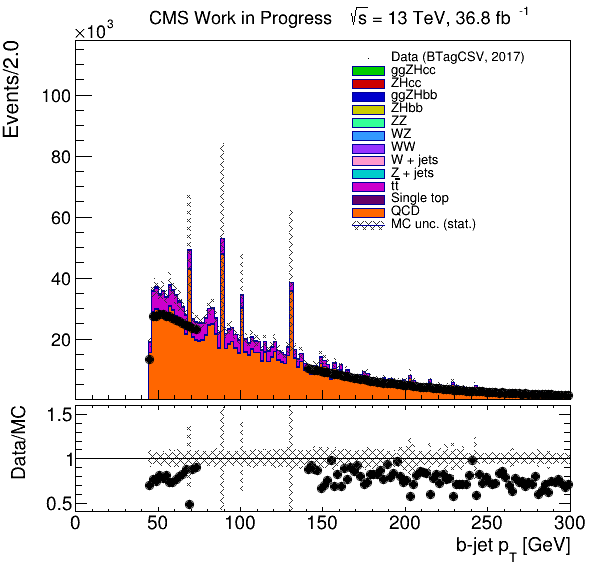 CMS Work in Progress √s = 13 TeV, 36.8 fb⁻¹
×10³
Events/2.0
100
80
60
40
20
Data (BTagCSV, 2017)
ggZHcc
ZHcc
ggZHbb
ZHbb
ZZ
WZ
WW
W + jets
Z + jets
tt̅
Single top
QCD
MC unc. (stat.)
Data/MC
1.5
1
0.5
0 50 100 150 200 250 300
b-jet p_T [GeV]